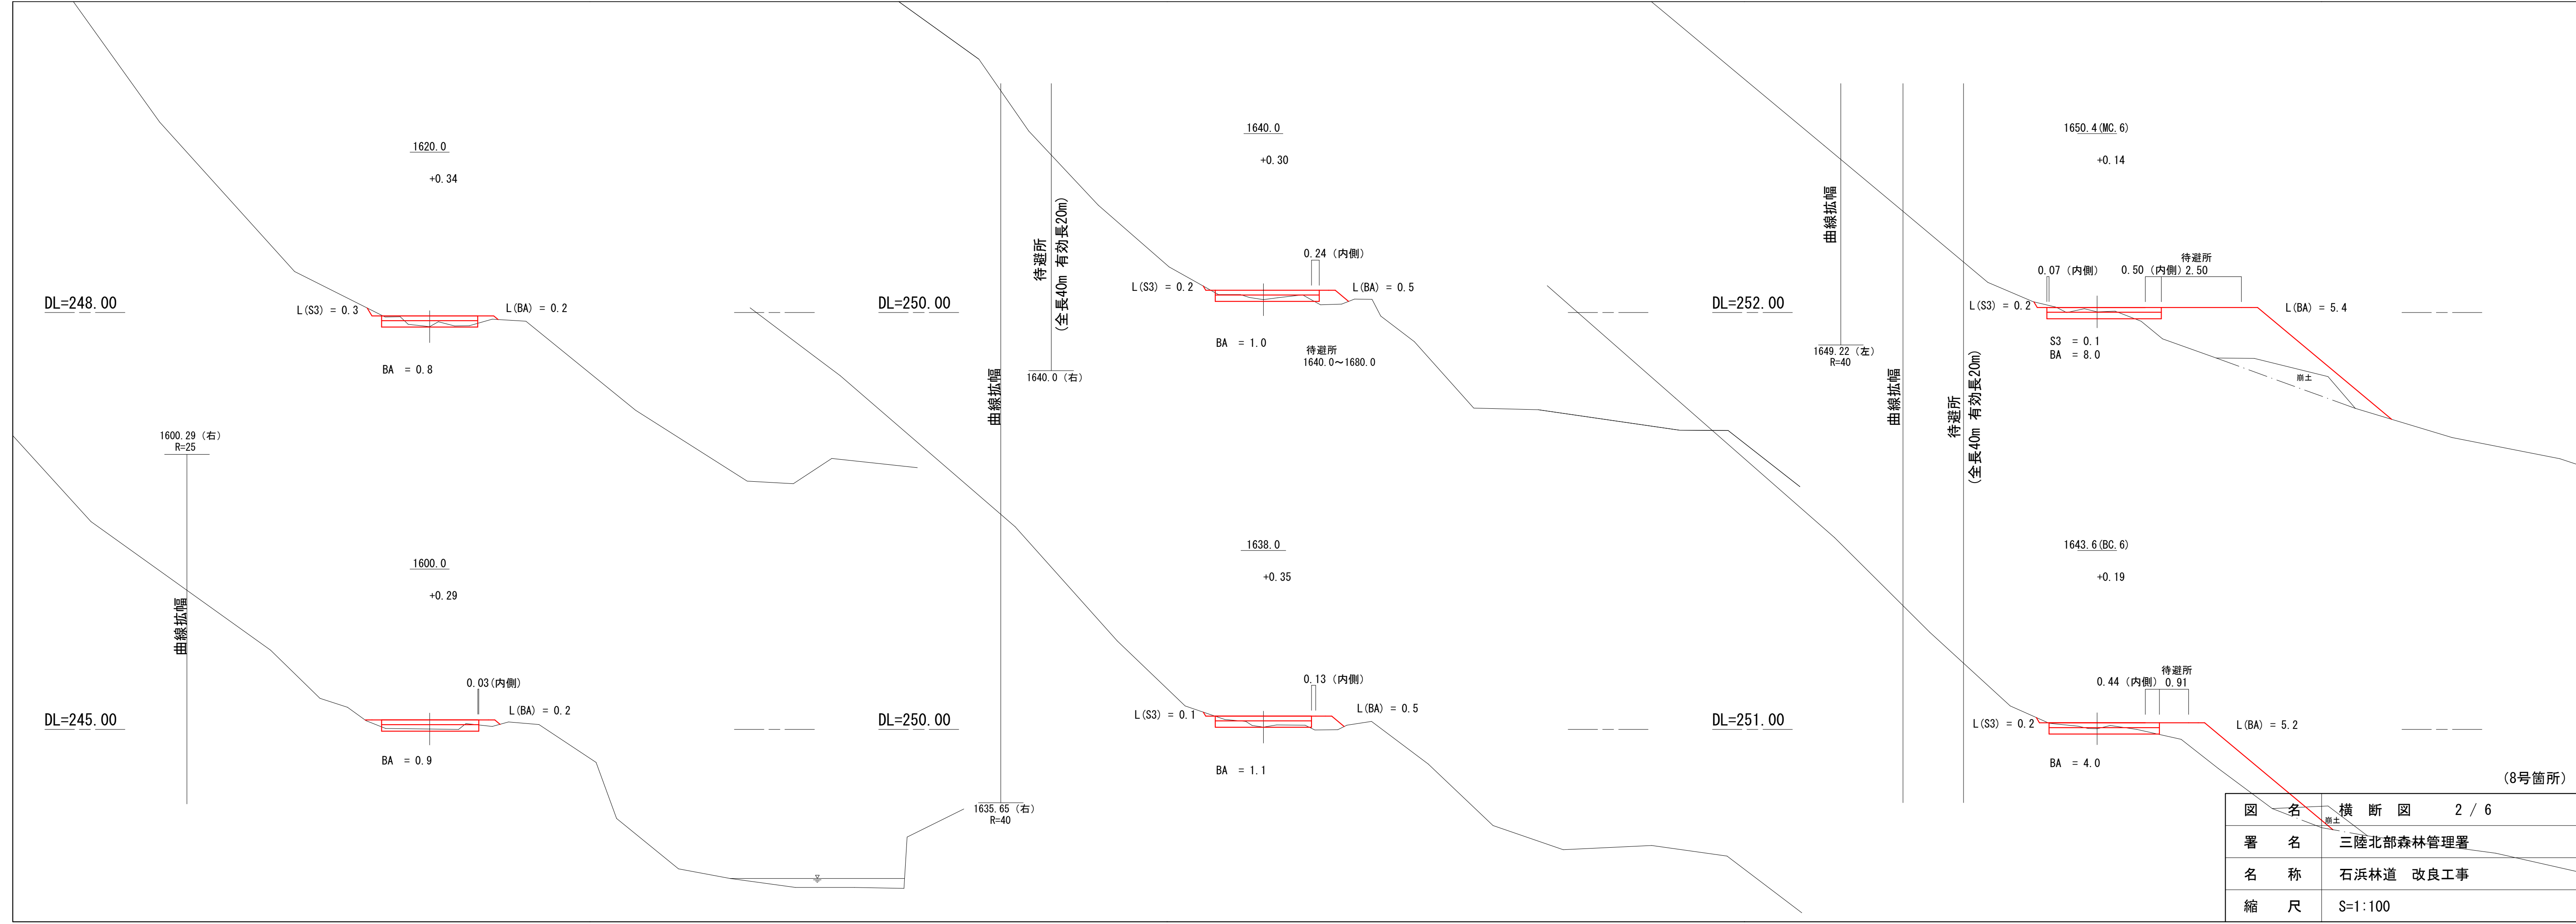 1620.0
+0.34
L(S3) = 0.3
L(BA) = 0.2
DL=248.00
BA = 0.8
1600.29 (右)
R=25
曲線拡幅
1600.0
+0.29
0.03(内側)
L(BA) = 0.2
DL=245.00
BA = 0.9
1640.0
+0.30
待避所
(全長40m 有効長20m)
1640.0 (右)
曲線拡幅
0.24 (内側)
L(S3) = 0.2
L(BA) = 0.5
DL=250.00
BA = 1.0
待避所
1640.0~1680.0
1638.0
+0.35
0.13 (内側)
L(S3) = 0.1
L(BA) = 0.5
DL=250.00
BA = 1.1
1635.65 (右)
R=40
1650.4(MC.6)
+0.14
曲線拡幅
1649.22 (左)
R=40
曲線拡幅
待避所
(全長40m 有効長20m)
待避所
0.07 (内側)
0.50 (内側) 2.50
L(S3) = 0.2
L(BA) = 5.4
DL=252.00
S3 = 0.1
BA = 8.0
崩土
1643.6(BC.6)
+0.19
待避所
0.44 (内側) 0.91
L(S3) = 0.2
L(BA) = 5.2
DL=251.00
BA = 4.0
崩土
(8号箇所)
図 名 横 断 図 2 / 6
署 名 三陸北部森林管理署
名 称 石浜林道 改良工事
縮 尺 S=1:100